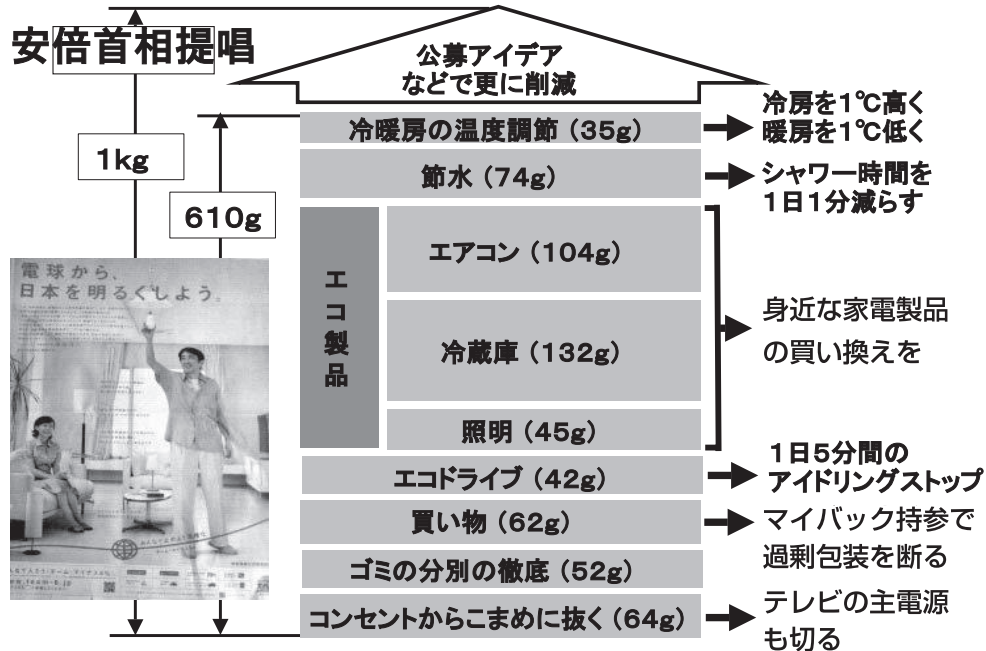 安倍首相提唱
公募アイデア
などで更に削減
1kg
610g
冷暖房の温度調節(35g)
冷房を1℃高く
暖房を1℃低く
節水(74g)
シャワー時間を
1日1分減らす
エコ製品
エアコン(104g)
冷蔵庫(132g)
照明(45g)
身近な家電製品
の買い換えを
エコドライブ(42g)
1日5分間の
アイドリングストップ
買い物(62g)
マイバック持参で
過剰包装を断る
ゴミの分別の徹底(52g)
コンセントからこまめに抜く(64g)
テレビの主電源
も切る
電球から、
日本を明るくしよう。